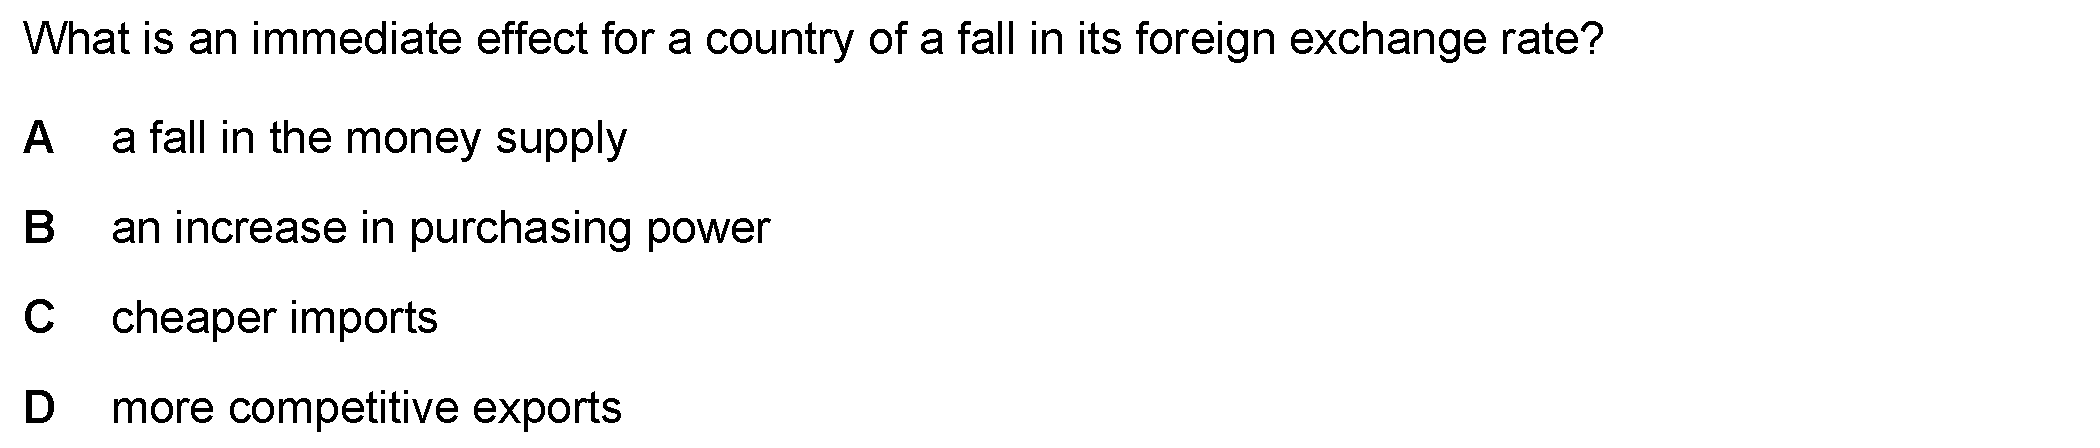 What is an immediate effect for a country of a fall in its foreign exchange rate?
A a fall in the money supply
B an increase in purchasing power
C cheaper imports
D more competitive exports